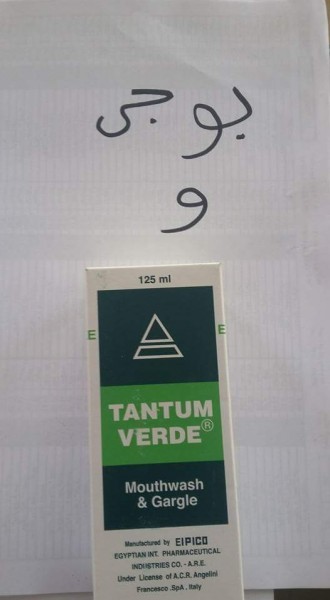 يوجى
و
125 ml
E
E
TANTUM
VERDE®
Mouthwash
& Gargle
Manufactured by EIPICO
EGYPTIAN INT. PHARMACEUTICAL
INDUSTRIES CO. - A.R.E.
Under License of A.C.R. Angelini
Francesco .SpA . Italy